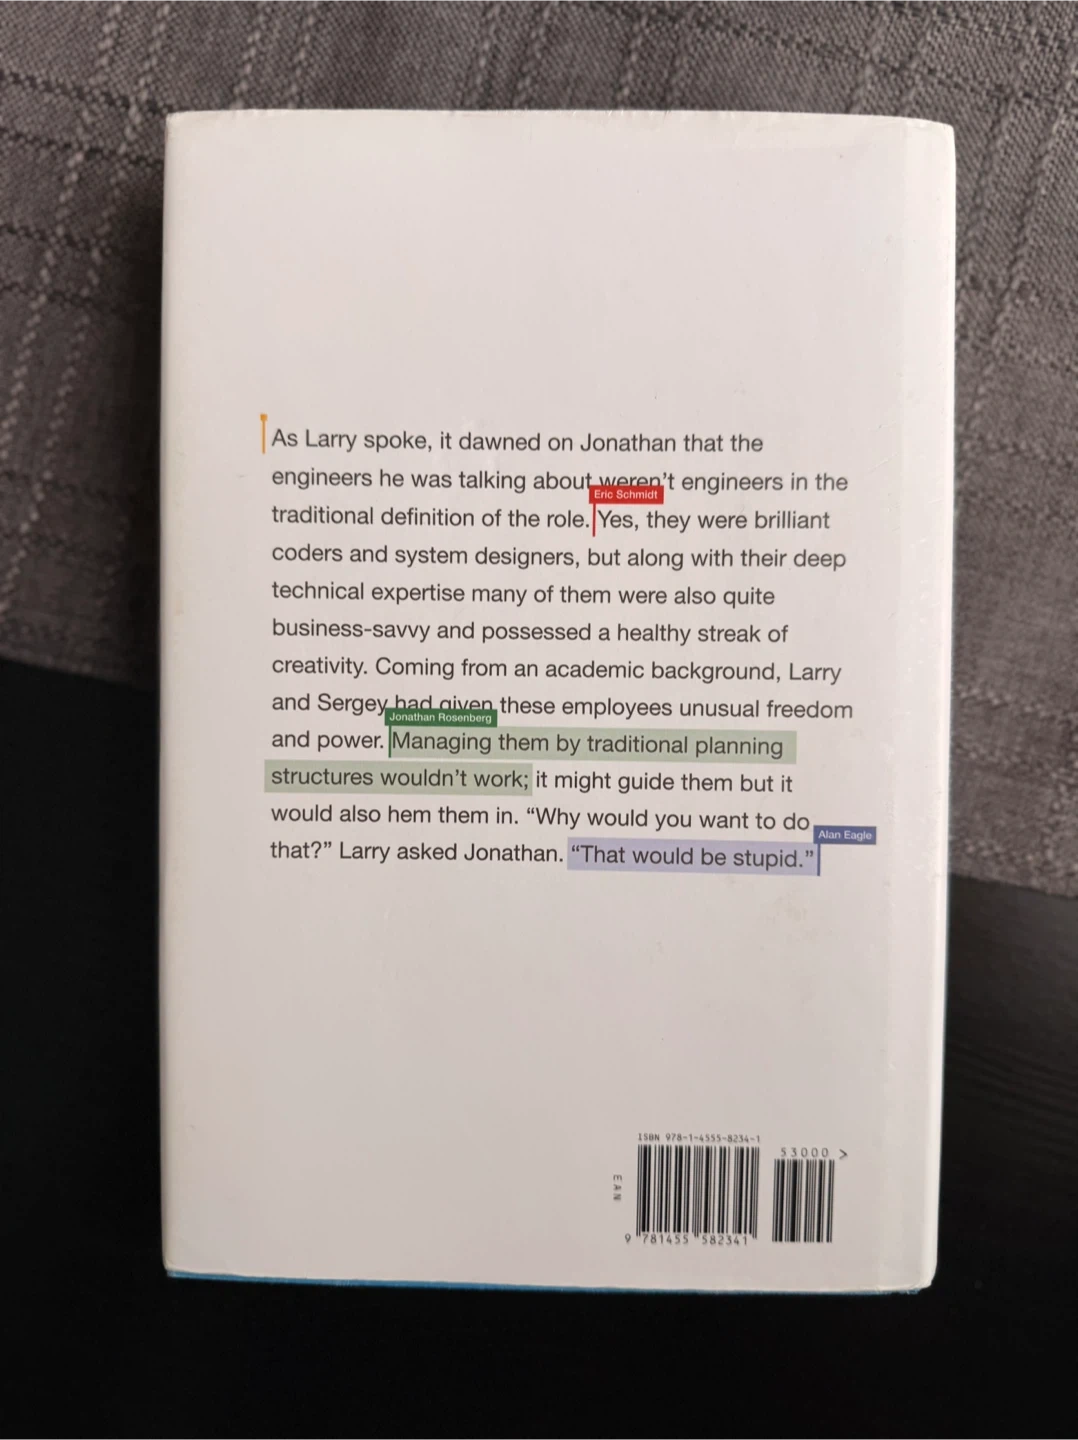 As Larry spoke, it dawned on Jonathan that the
engineers he was talking about weren't engineers in the
Eric Schmidt
traditional definition of the role. Yes, they were brilliant
coders and system designers, but along with their deep
technical expertise many of them were also quite
business-savvy and possessed a healthy streak of
creativity. Coming from an academic background, Larry
and Sergey had given these employees unusual freedom
Jonathan Rosenberg
and power. Managing them by traditional planning
structures wouldn't work; it might guide them but it
would also hem them in. “Why would you want to do
Alan Eagle
that?” Larry asked Jonathan. “That would be stupid.”
ISBN 978-1-4555-8234-1
53000 >
EAN
9 781455 582341